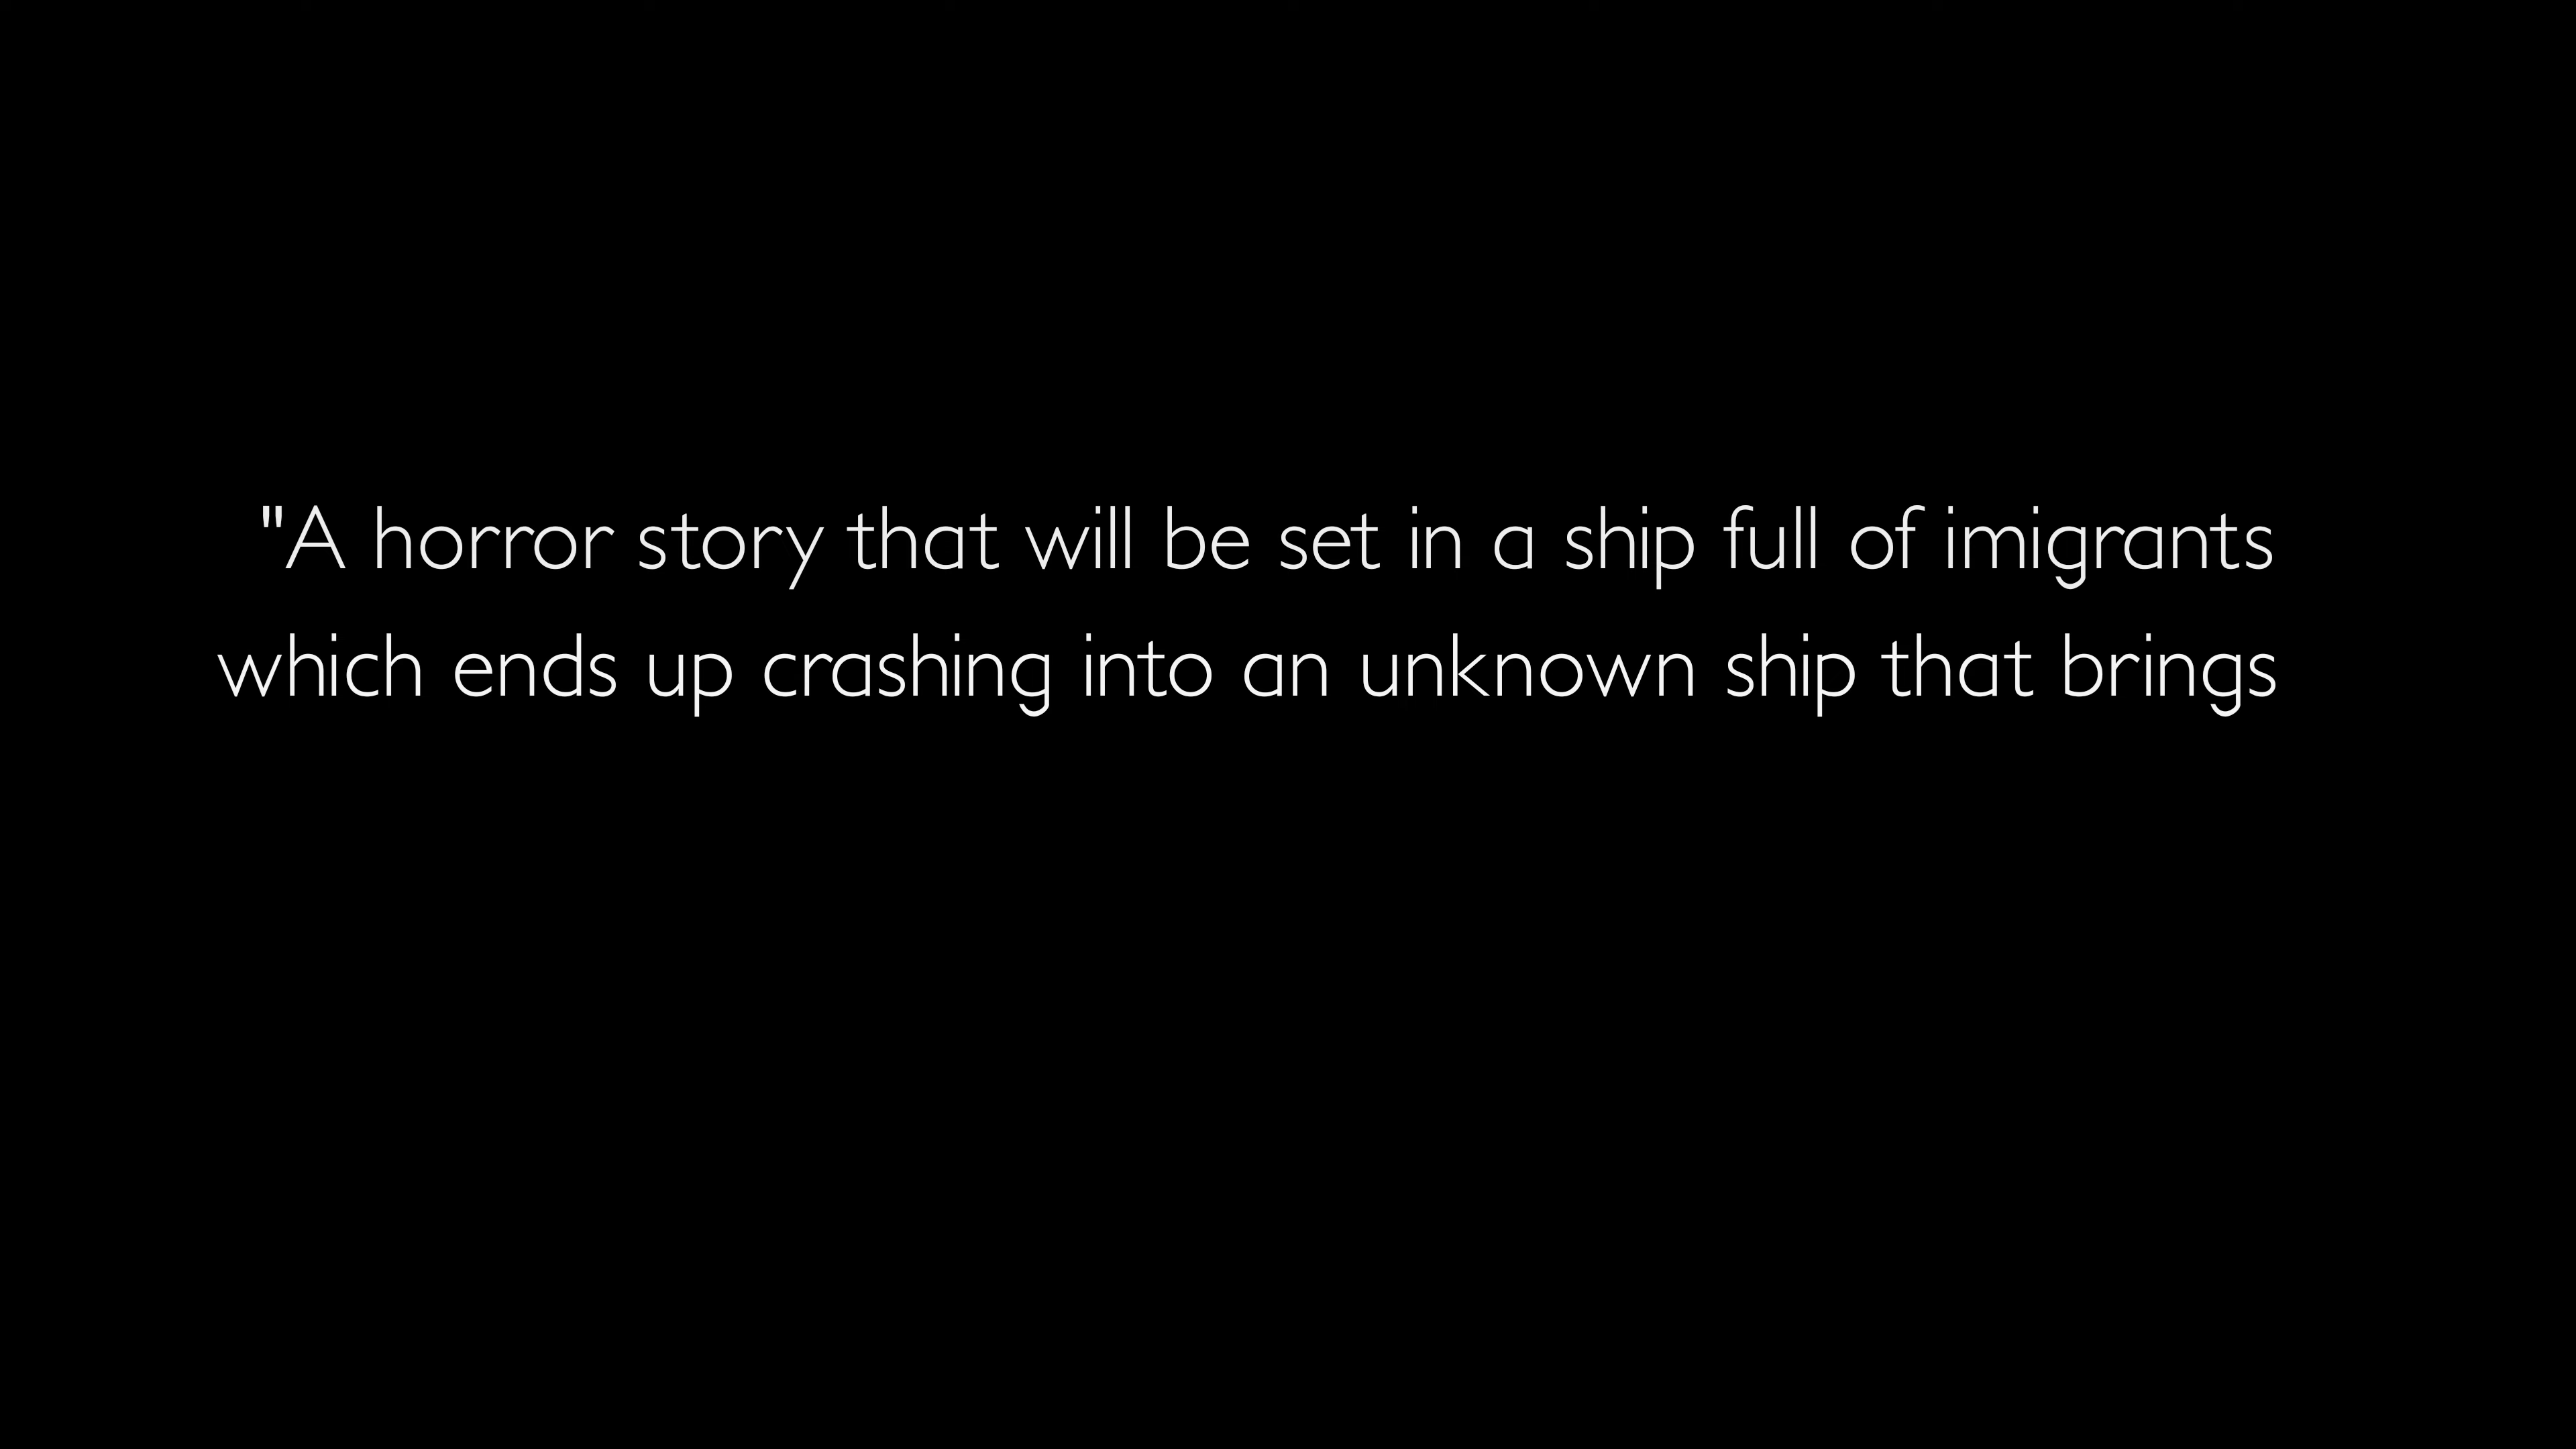 "A horror story that will be set in a ship full of imigrants
which ends up crashing into an unknown ship that brings